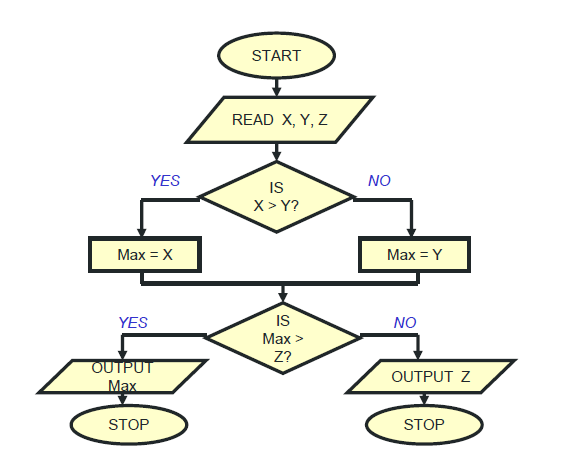 START
READ X, Y, Z
YES
NO
IS
X > Y?
Max = X
Max = Y
YES
NO
IS
Max >
Z?
OUTPUT
Max
OUTPUT Z
STOP
STOP